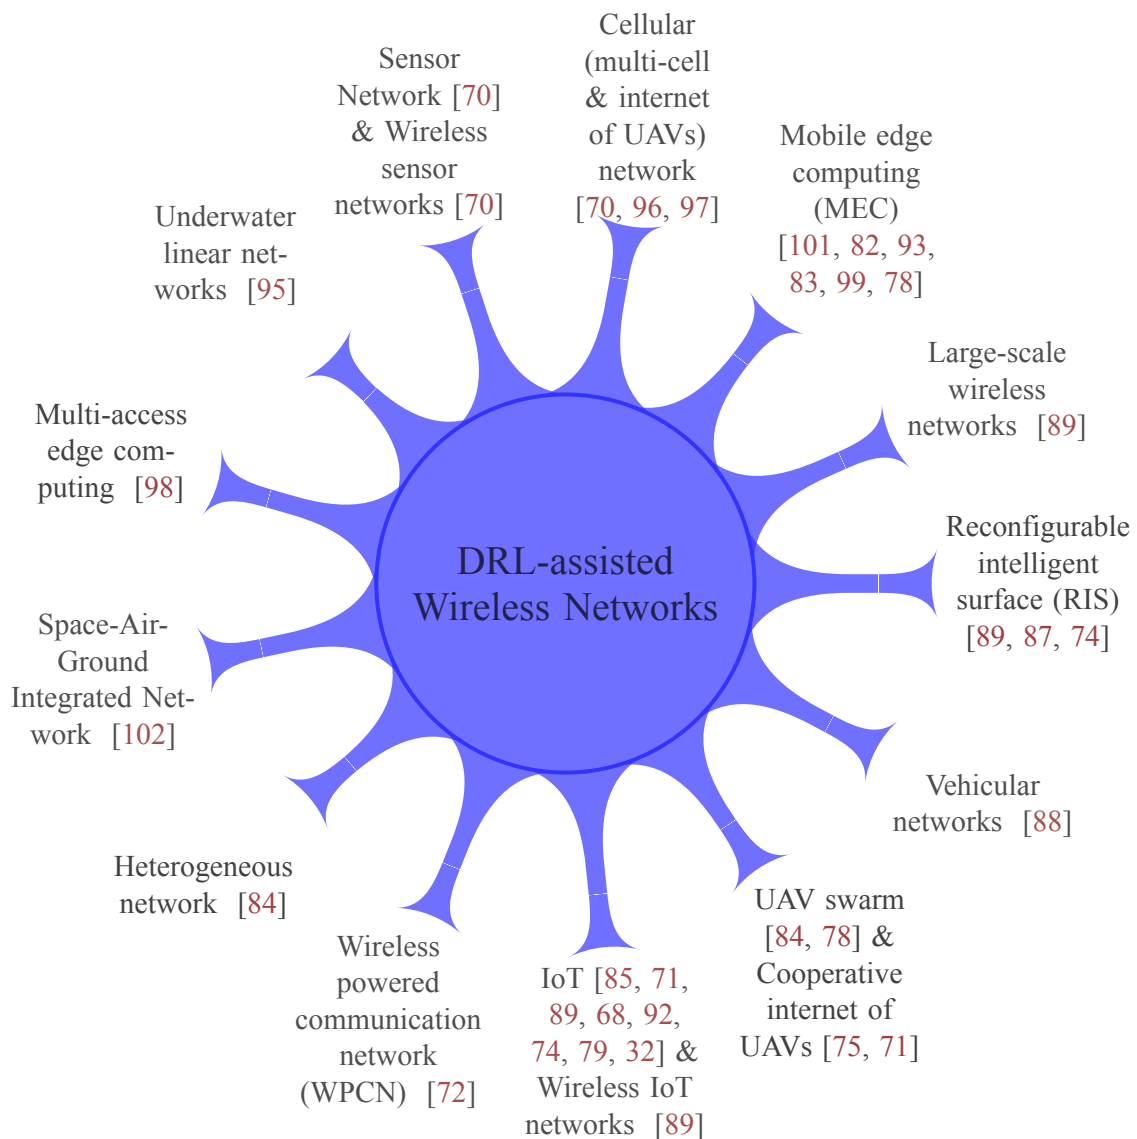 Cellular
(multi-cell
& internet
of UAVs)
network
[70, 96, 97]
Sensor
Network [70]
& Wireless
sensor
networks [70]
Mobile edge
computing
(MEC)
[101, 82, 93,
83, 99, 78]
Underwater
linear net-
works [95]
Large-scale
wireless
networks [89]
Multi-access
edge com-
puting [98]
Reconfigurable
intelligent
surface (RIS)
[89, 87, 74]
DRL-assisted
Wireless Networks
Space-Air-
Ground
Integrated Net-
work [102]
Vehicular
networks [88]
Heterogeneous
network [84]
UAV swarm
[84, 78] &
Cooperative
internet of
UAVs [75, 71]
Wireless
powered
communication
network
(WPCN) [72]
IoT [85, 71,
89, 68, 92,
74, 79, 32] &
Wireless IoT
networks [89]